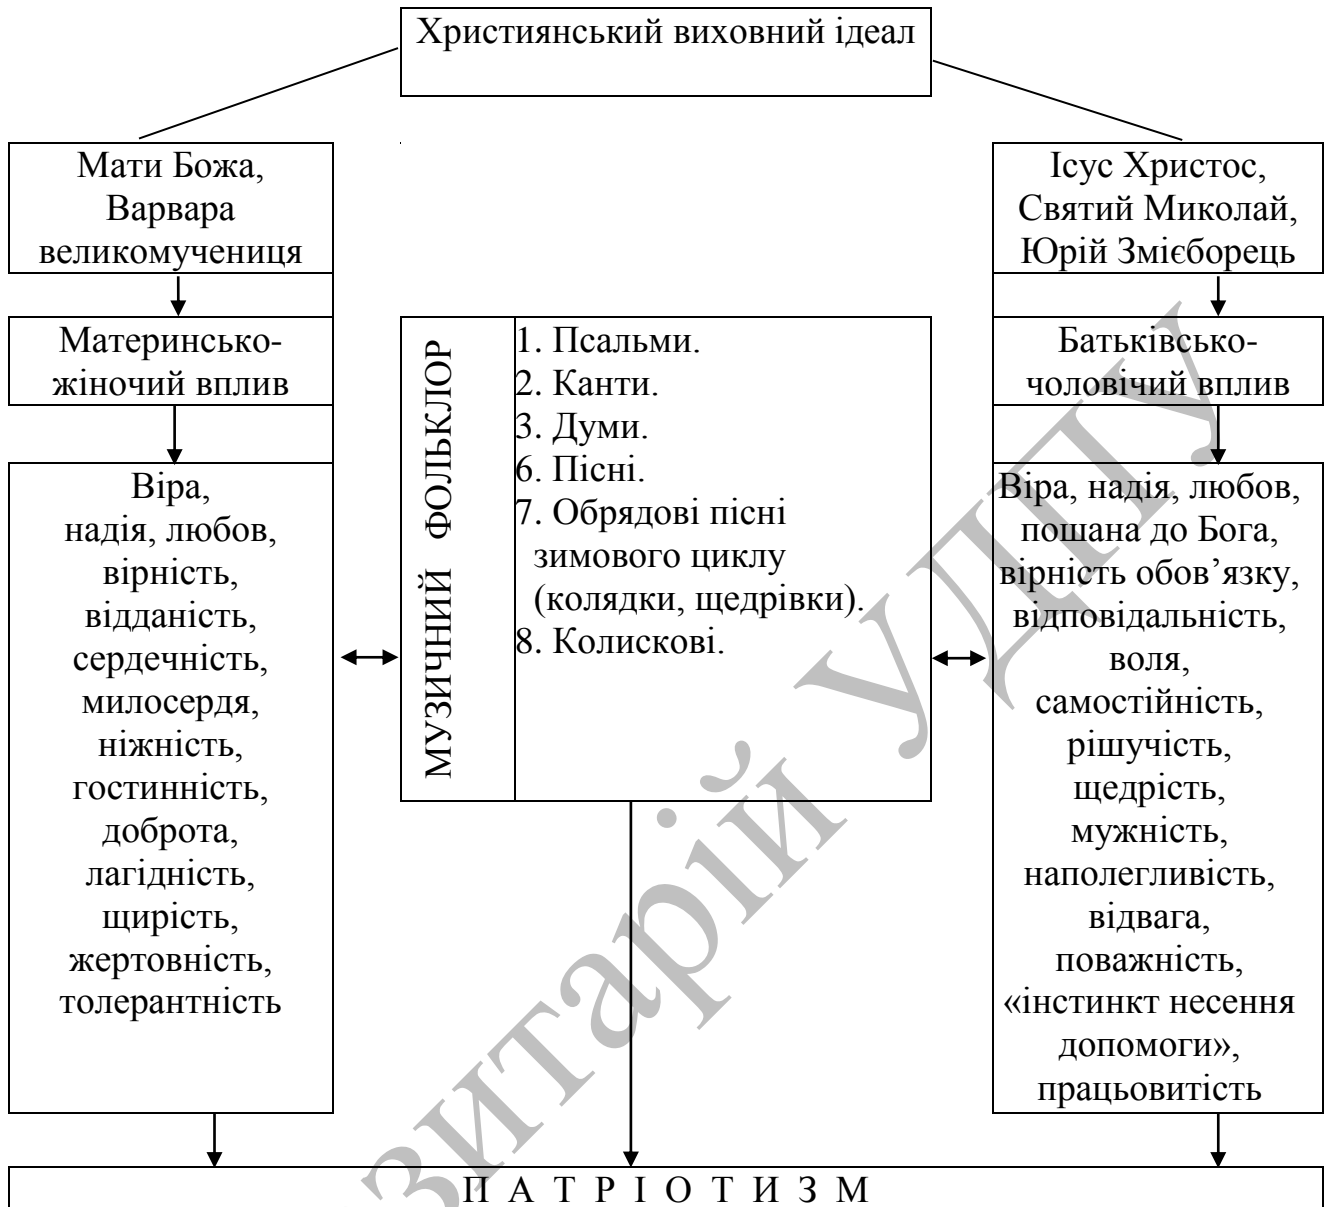 Християнський виховний ідеал
Мати Божа,
Варвара
великомучениця
Материнсько-
жіночий вплив
Віра,
надія, любов,
вірність,
відданість,
сердечність,
милосердя,
ніжність,
гостинність,
доброта,
лагідність,
щирість,
жертовність,
толерантність
МУЗИЧНИЙ ФОЛЬКЛОР
1. Псальми.
2. Канти.
3. Думи.
6. Пісні.
7. Обрядові пісні
зимового циклу
(колядки, щедрівки).
8. Колискові.
Ісус Христос,
Святий Миколай,
Юрій Змієборець
Батьківсько-
чоловічий вплив
Віра, надія, любов,
пошана до Бога,
вірність обов’язку,
відповідальність,
воля,
самостійність,
рішучість,
щедрість,
мужність,
наполегливість,
відвага,
поважність,
«інстинкт несення
допомоги»,
працьовитість
П А Т Р І О Т И З М
зитарій УДПУ